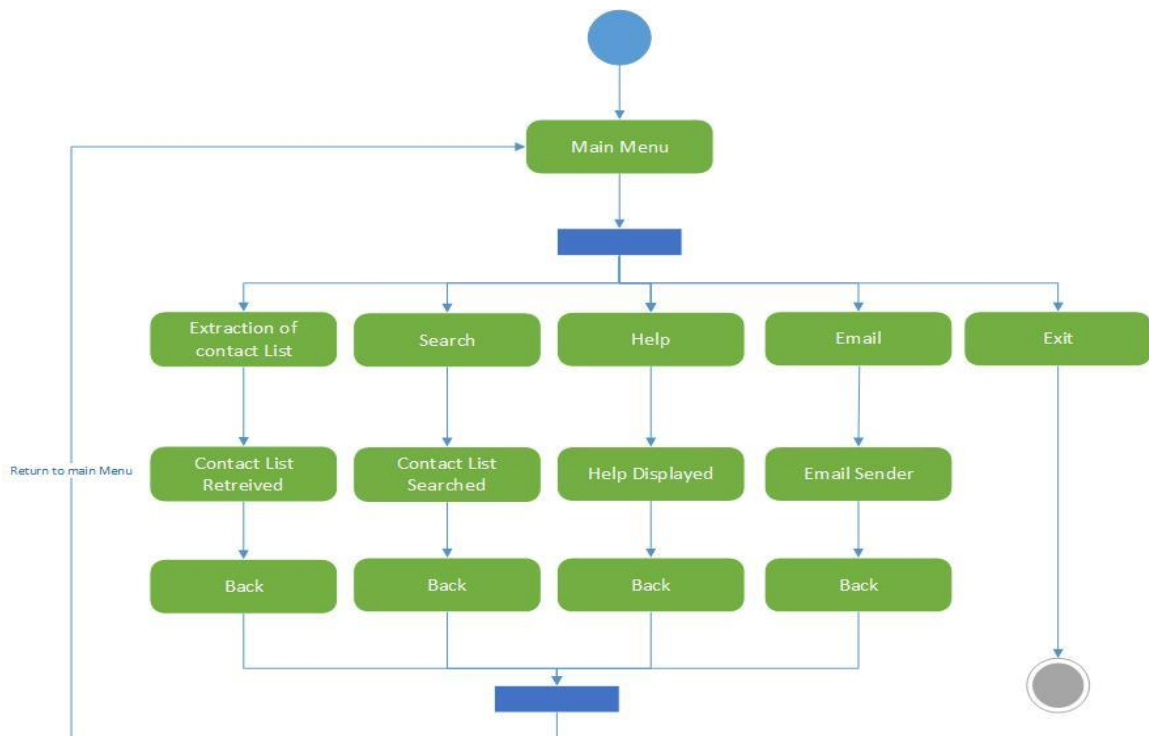 Main Menu
Extraction of
contact List
Search
Help
Email
Exit
Return to main Menu
Contact List
Retreived
Contact List
Searched
Help Displayed
Email Sender
Back
Back
Back
Back